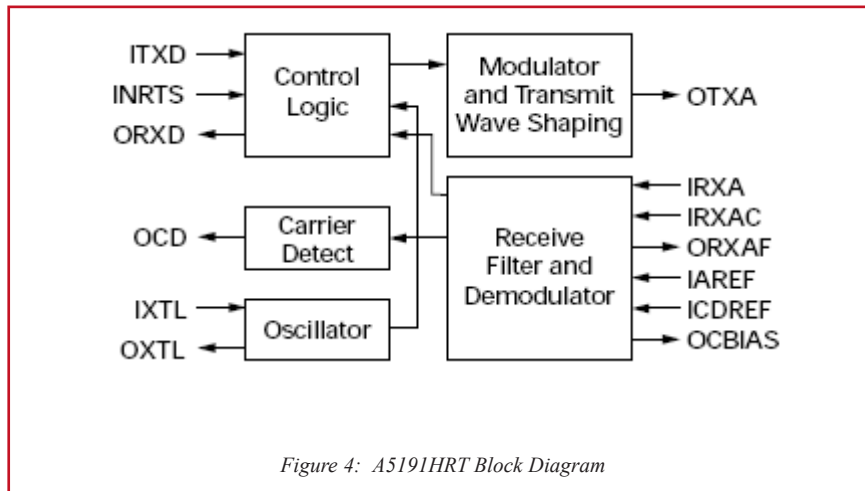 ITXD
INRTS
ORXD
Control
Logic
Modulator
and Transmit
Wave Shaping
OTXA
OCD
Carrier
Detect
IXTL
OXTL
Oscillator
Receive
Filter and
Demodulator
IRXA
IRXAC
ORXAF
IAREF
ICDREF
OCBIAS
Figure 4: A5191HRT Block Diagram